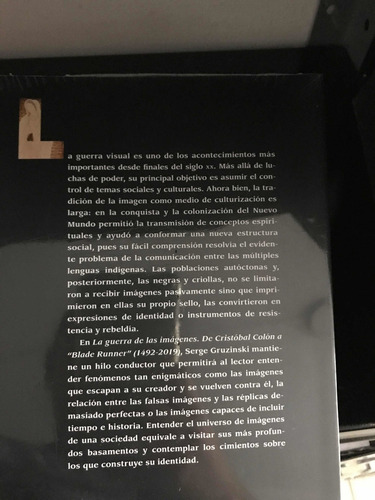 La guerra visual es uno de los acontecimientos más
importantes desde finales del siglo XX. Más allá de lu-
chas de poder, su principal objetivo es asumir el con-
trol de temas sociales y culturales. Ahora bien, la tra-
dición de la imagen como medio de culturización es
larga: en la conquista y la colonización del Nuevo
Mundo permitió la transmisión de conceptos espiri-
tuales y ayudó a conformar una nueva estructura
social, pues su fácil comprensión resolvía el eviden-
te problema de la comunicación entre las múltiples
lenguas indígenas. Las poblaciones autóctonas y,
posteriormente, las negras y criollas, no se limita-
ron a recibir imágenes pasivamente sino que impri-
mieron en ellas su propio sello, las convirtieron en
expresiones de identidad o instrumentos de resis-
tencia y rebeldía.
En La guerra de las imágenes. De Cristóbal Colón a
"Blade Runner" (1492-2019), Serge Gruzinski mantie-
ne un hilo conductor que permitirá al lector enten-
der fenómenos tan enigmáticos como las imágenes
que escapan a su creador y se vuelven contra él, la
relación entre las falsas imágenes y las réplicas de-
masiado perfectas o las imágenes capaces de incluir
tiempo e historia. Entender el universo de imágenes
de una sociedad equivale a visitar sus más profun-
dos basamentos y contemplar los cimientos sobre
los que construye su identidad.